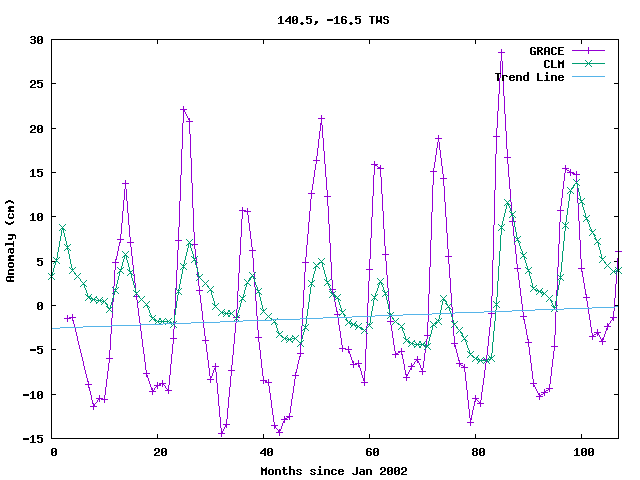 140.5, -16.5 TWS
GRACE
CLM
Trend Line
30
25
20
15
10
5
0
-5
-10
-15
Anomaly (cm)
0 20 40 60 80 100
Months since Jan 2002